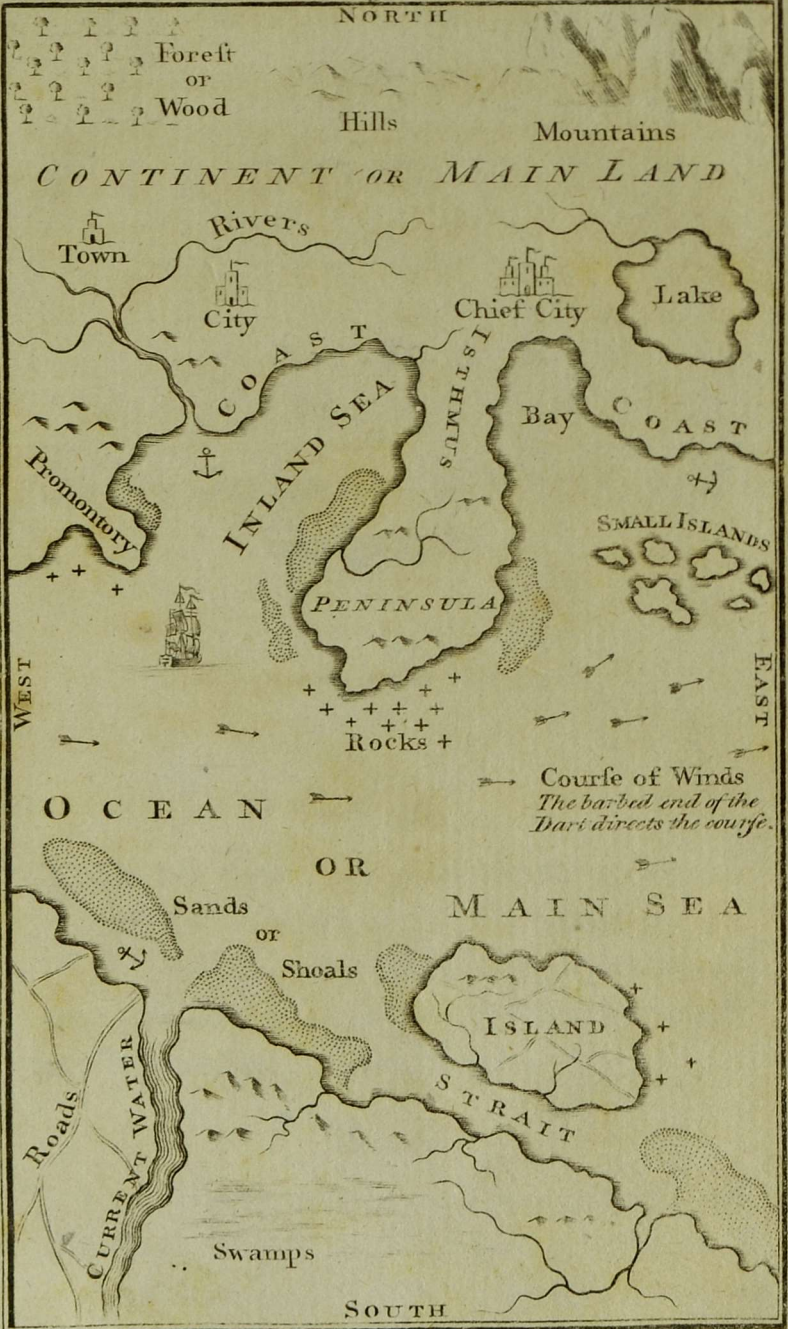 NORTH
Foreſt
or
Wood
Hills
Mountains
CONTINENT OR MAIN LAND
Town
Rivers
City
Chief City
Lake
COAST
ISTHMUS
Bay
COAST
INLAND SEA
Promontory
SMALL ISLANDS
PENINSULA
WEST
EAST
Rocks +
Courſe of Winds
The barbed end of the
Dart directs the courſe.
OCEAN
OR
MAIN SEA
Sands
or
Shoals
ISLAND
STRAIT
Roads
CURRENT WATER
Swamps
SOUTH